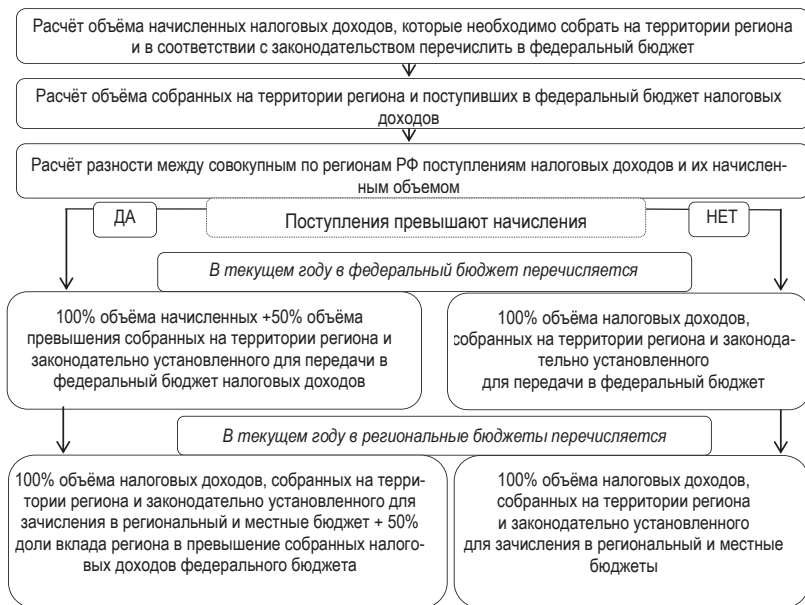 Расчёт объёма начисленных налоговых доходов, которые необходимо собрать на территории региона
и в соответствии с законодательством перечислить в федеральный бюджет
Расчёт объёма собранных на территории региона и поступивших в федеральный бюджет налоговых
доходов
Расчёт разности между совокупным по регионам РФ поступлениям налоговых доходов и их начислен-
ным объемом
ДА
Поступления превышают начисления
НЕТ
В текущем году в федеральный бюджет перечисляется
100% объёма начисленных +50% объёма
превышения собранных на территории региона и
законодательно установленного для передачи в
федеральный бюджет налоговых доходов
100% объёма налоговых доходов,
собранных на территории региона и законода-
тельно установленного
для передачи в федеральный бюджет
В текущем году в региональные бюджеты перечисляется
100% объёма налоговых доходов, собранных на терри-
тории региона и законодательно установленного для
зачисления в региональный и местные бюджет + 50%
доли вклада региона в превышение собранных налого-
вых доходов федерального бюджета
100% объёма налоговых доходов,
собранных на территории региона
и законодательно установленного
для зачисления в региональный и местные
бюджеты